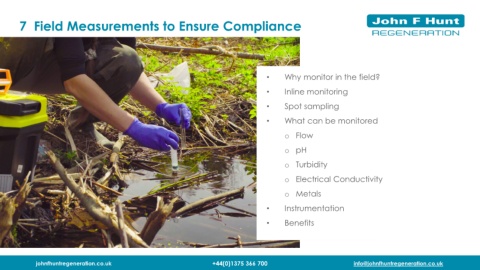 7 Field Measurements to Ensure Compliance
John F Hunt
REGENERATION
• Why monitor in the field?
• Inline monitoring
• Spot sampling
• What can be monitored
o Flow
o pH
o Turbidity
o Electrical Conductivity
o Metals
• Instrumentation
• Benefits
johnfhuntregeneration.co.uk
+44(0)1375 366 700
info@johnfhuntregeneration.co.uk